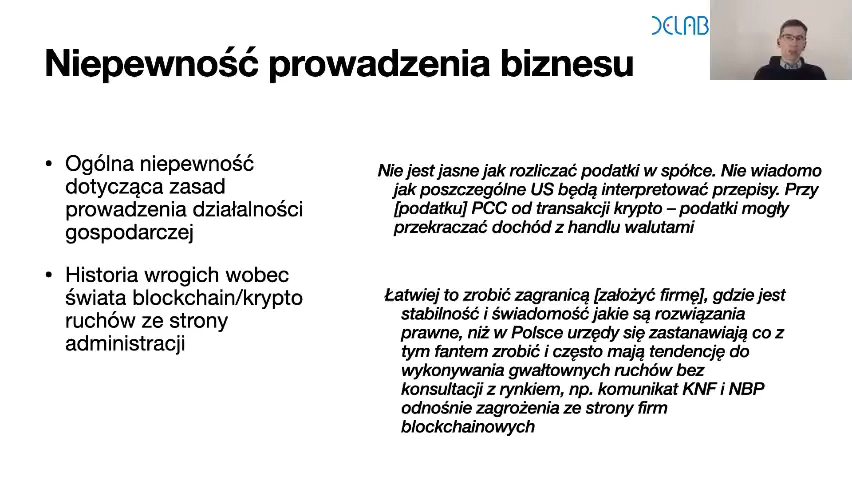 DELAB
Niepewność prowadzenia biznesu
• Ogólna niepewność
dotycząca zasad
prowadzenia działalności
gospodarczej
• Historia wrogich wobec
świata blockchain/krypto
ruchów ze strony
administracji
Nie jest jasne jak rozliczać podatki w spółce. Nie wiadomo
jak poszczególne US będą interpretować przepisy. Przy
[podatku] PCC od transakcji krypto – podatki mogły
przekraczać dochód z handlu walutami
Łatwiej to zrobić zagranicą [założyć firmę], gdzie jest
stabilność i świadomość jakie są rozwiązania
prawne, niż w Polsce urzędy się zastanawiają co z
tym fantem zrobić i często mają tendencję do
wykonywania gwałtownych ruchów bez
konsultacji z rynkiem, np. komunikat KNF i NBP
odnośnie zagrożenia ze strony firm
blockchainowych